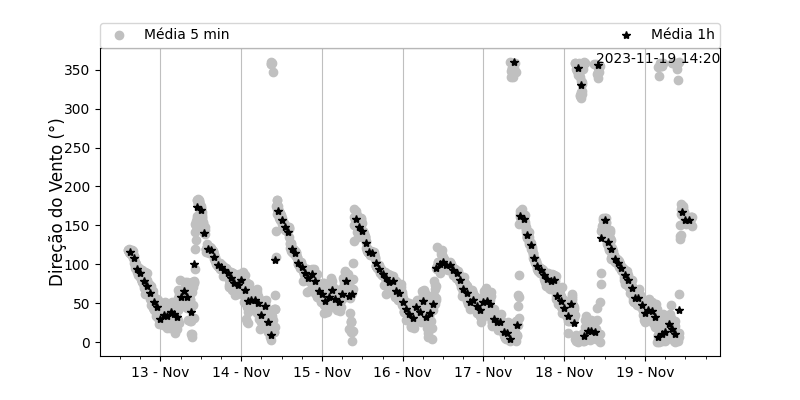 Média 5 min
Média 1h
2023-11-19 14:20
Direção do Vento (°)
350
300
250
200
150
100
50
0
13 - Nov
14 - Nov
15 - Nov
16 - Nov
17 - Nov
18 - Nov
19 - Nov